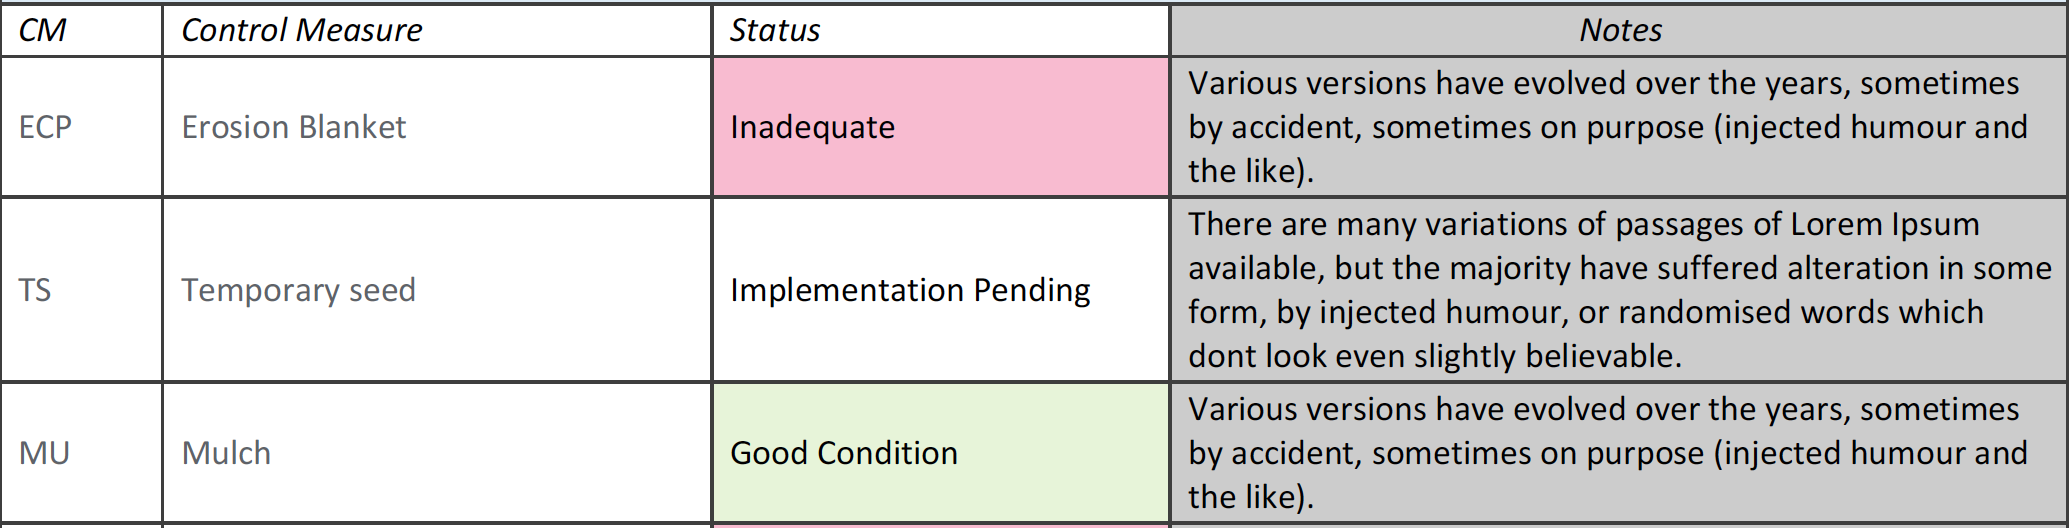 CM Control Measure Status Notes
ECP Erosion Blanket Inadequate Various versions have evolved over the years, sometimes
by accident, sometimes on purpose (injected humour and
the like).
TS Temporary seed Implementation Pending There are many variations of passages of Lorem Ipsum
available, but the majority have suffered alteration in some
form, by injected humour, or randomised words which
dont look even slightly believable.
MU Mulch Good Condition Various versions have evolved over the years, sometimes
by accident, sometimes on purpose (injected humour and
the like).